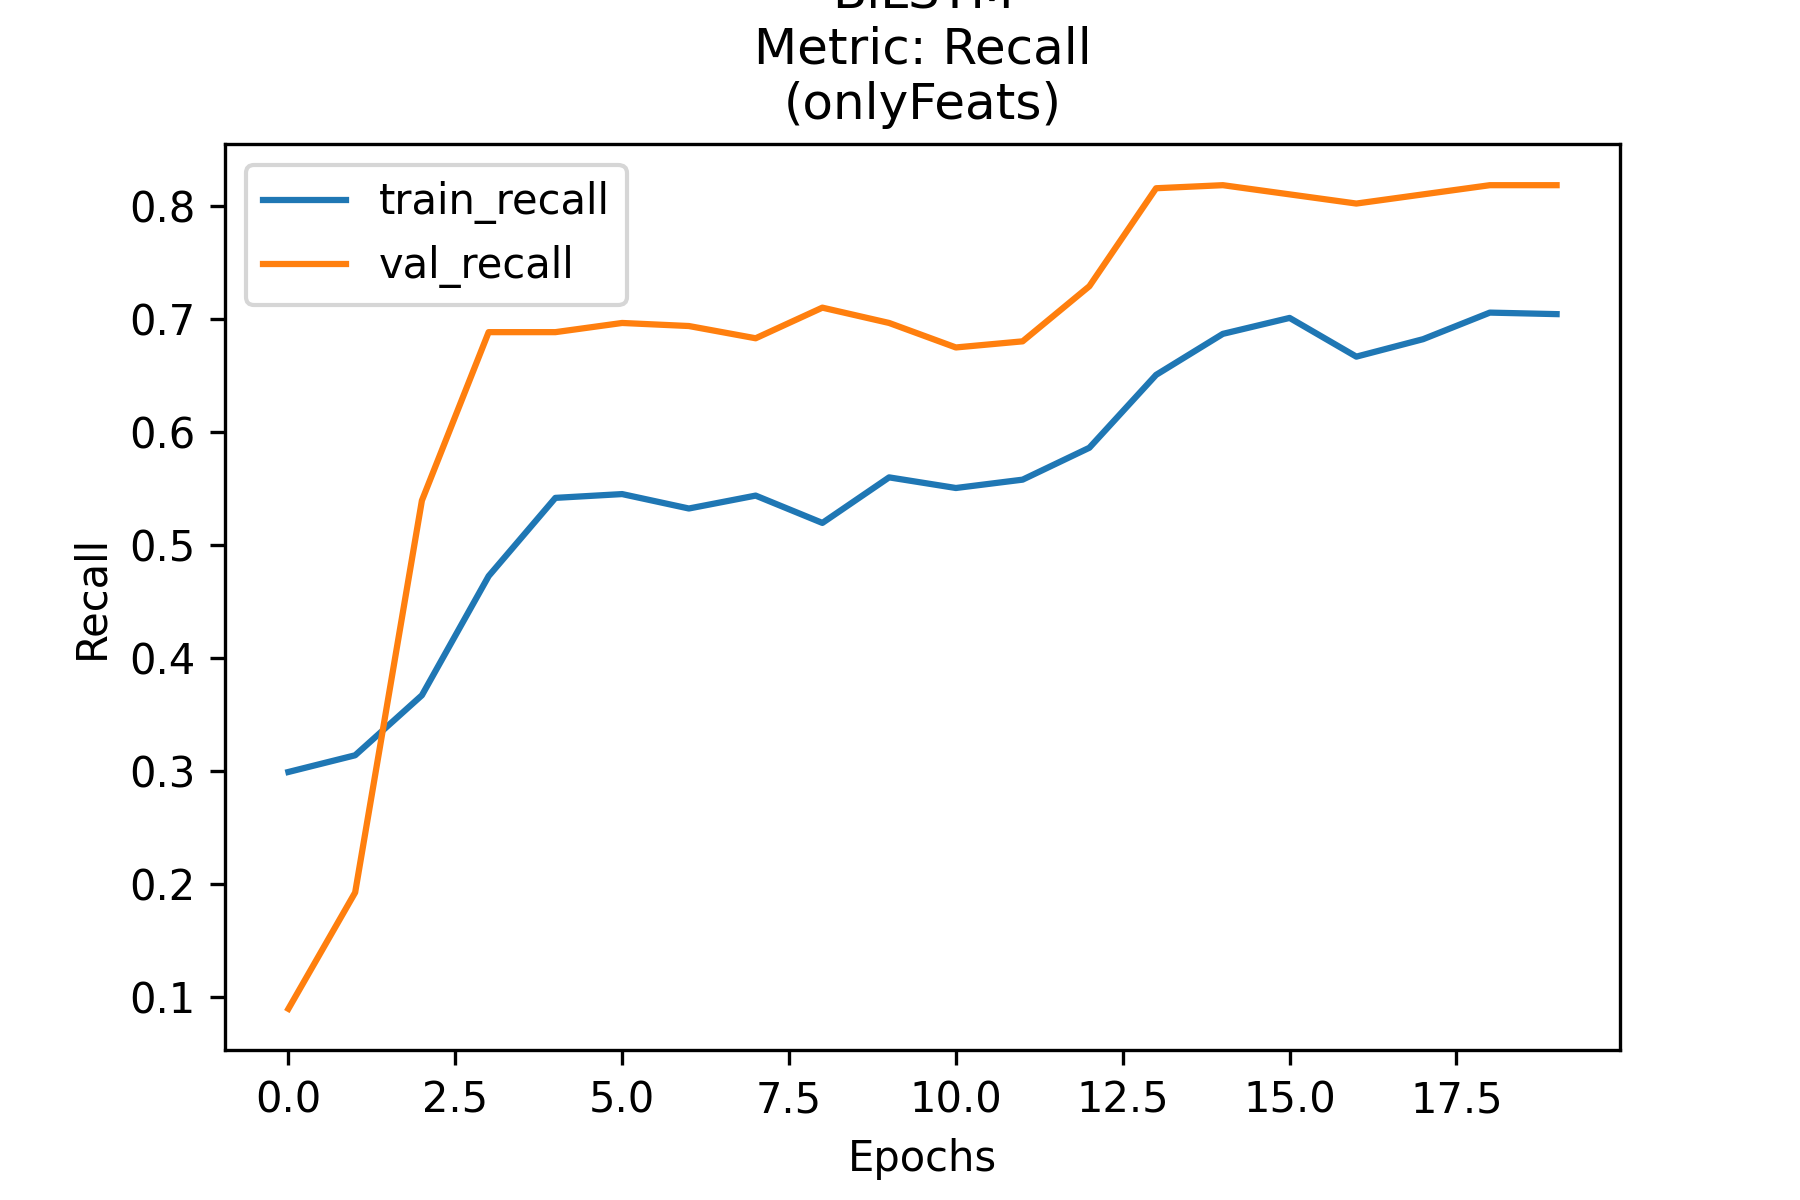 BiLSTM
Metric: Recall
(onlyFeats)
train_recall
val_recall
Recall
0.8
0.7
0.6
0.5
0.4
0.3
0.2
0.1
0.0 2.5 5.0 7.5 10.0 12.5 15.0 17.5
Epochs